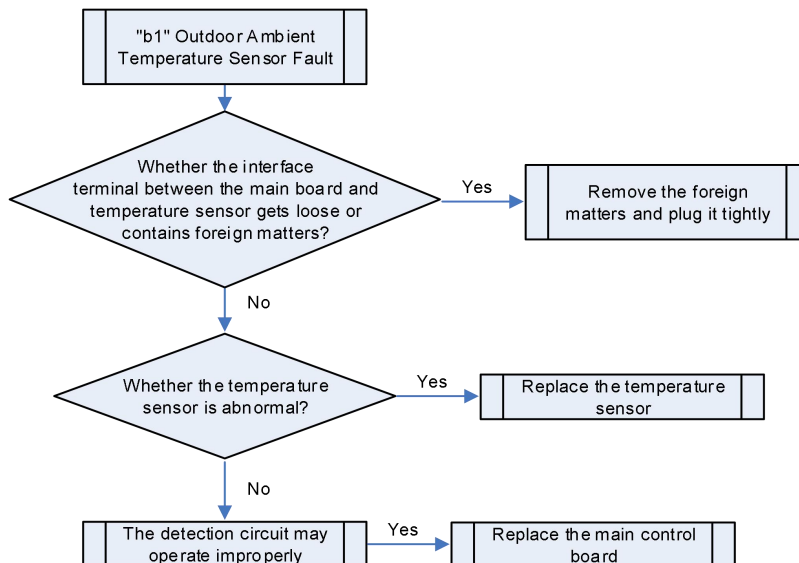 "b1" Outdoor Ambient
Temperature Sensor Fault
Whether the interface
terminal between the main board and
temperature sensor gets loose or
contains foreign matters?
Yes
Remove the foreign
matters and plug it tightly
No
Whether the temperature
sensor is abnormal?
Yes
Replace the temperature
sensor
No
The detection circuit may
operate improperly
Yes
Replace the main control
board